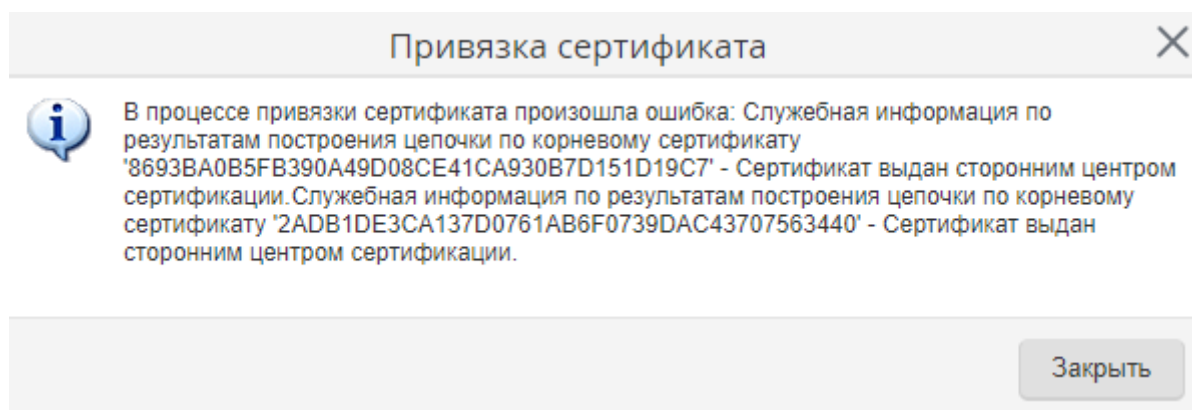 Привязка сертификата
В процессе привязки сертификата произошла ошибка: Служебная информация по
результатам построения цепочки по корневому сертификату
'8693BA0B5FB390A49D08CE41CA930B7D151D19C7' - Сертификат выдан сторонним центром
сертификации.Служебная информация по результатам построения цепочки по корневому
сертификату '2ADB1DE3CA137D0761AB6F0739DAC43707563440' - Сертификат выдан
сторонним центром сертификации.
Закрыть